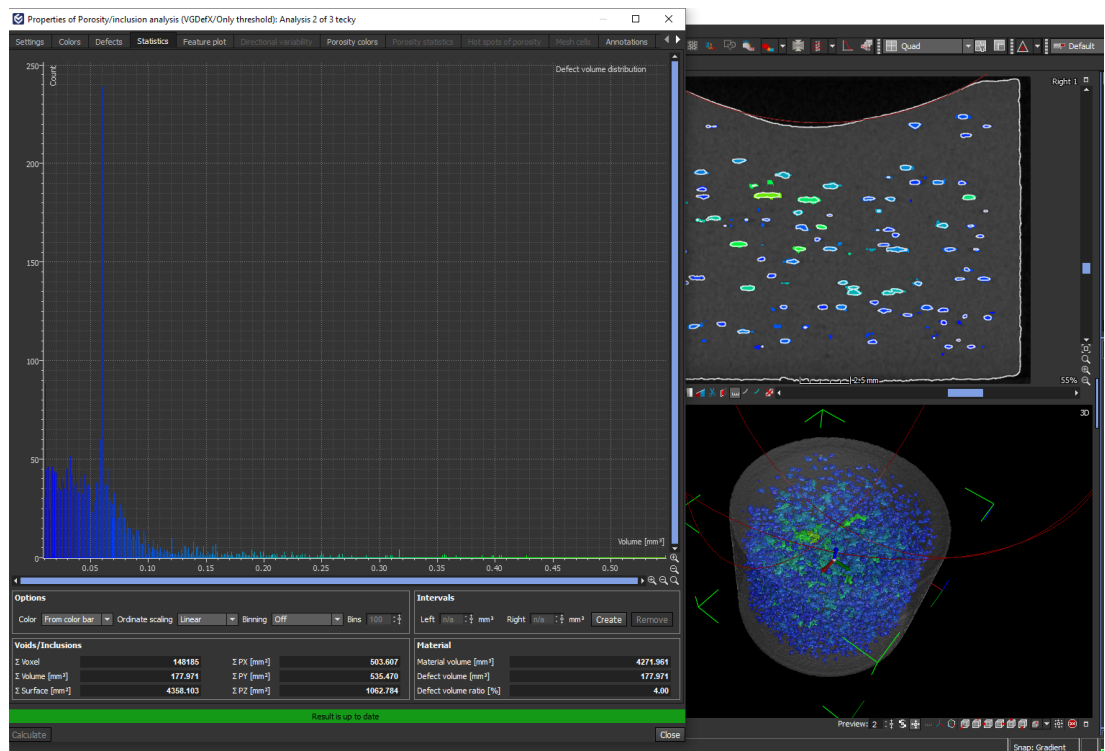 Properties of Porosity/inclusion analysis (VGDefX/Only threshold): Analysis 2 of 3 tecky
Settings Colors Defects Statistics Feature plot Directional variability Porosity colors Porosity statistics Hot spots of porosity Mesh cells Annotations
Quad Default
Defect volume distribution
Count
250
200
150
100
50
0
Volume [mm³]
0.05 0.10 0.15 0.20 0.25 0.30 0.35 0.40 0.45 0.50
Right 1
2.5 mm
55%
3D
Options
Color From color bar Ordinate scaling Linear Binning Off Bins 100
Intervals
Left n/a mm³ Right n/a mm³ Create Remove
Voids/Inclusions
Σ Voxel 148185 Σ PX [mm²] 503.607
Σ Volume [mm³] 177.971 Σ PY [mm²] 535.470
Σ Surface [mm²] 4358.103 Σ PZ [mm²] 1062.784
Material
Material volume [mm³] 4271.961
Defect volume [mm³] 177.971
Defect volume ratio [%] 4.00
Result is up to date
Calculate Close
Preview: 2
Snap: Gradient